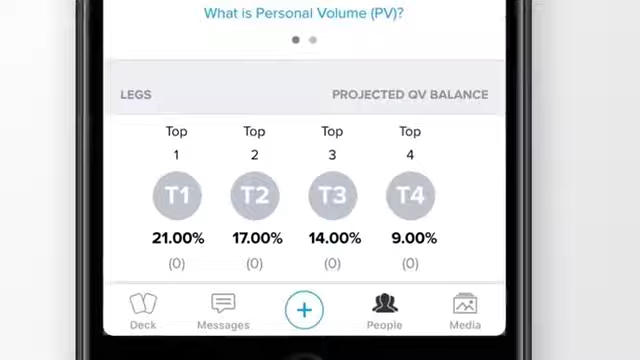 What is Personal Volume (PV)?
LEGS PROJECTED QV BALANCE
Top Top Top Top
1 2 3 4
T1 T2 T3 T4
21.00% 17.00% 14.00% 9.00%
(0) (0) (0) (0)
Deck Messages + People Media